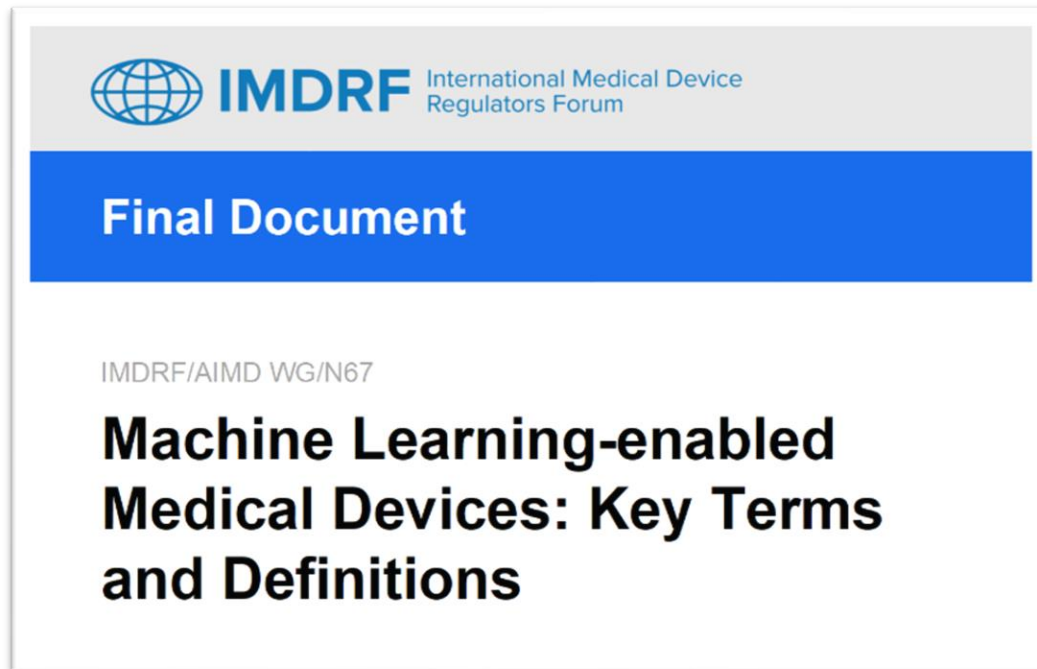 IMDRF International Medical Device
Regulators Forum
Final Document
IMDRF/AIMD WG/N67
Machine Learning-enabled
Medical Devices: Key Terms
and Definitions